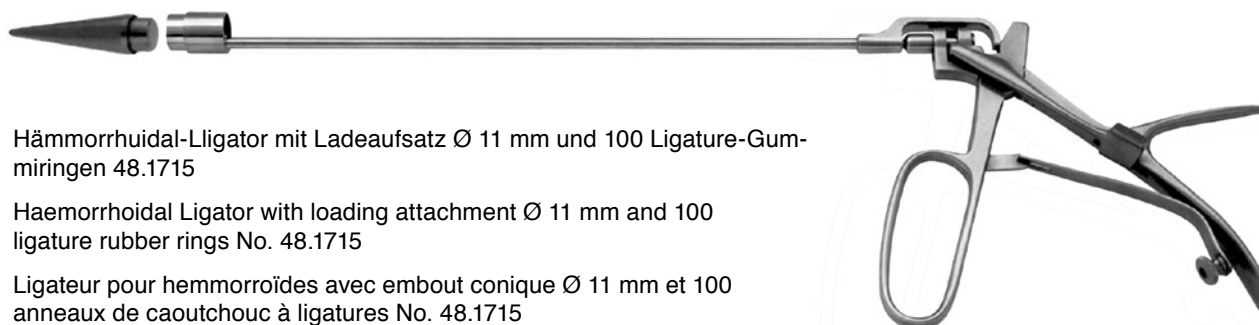 Hämmorrhuidal-Lligator mit Ladeaufsatz Ø 11 mm und 100 Ligature-Gum-
miringen 48.1715
Haemorrhoidal Ligator with loading attachment Ø 11 mm and 100
ligature rubber rings No. 48.1715
Ligateur pour hemmorroïdes avec embout conique Ø 11 mm et 100
anneaux de caoutchouc à ligatures No. 48.1715